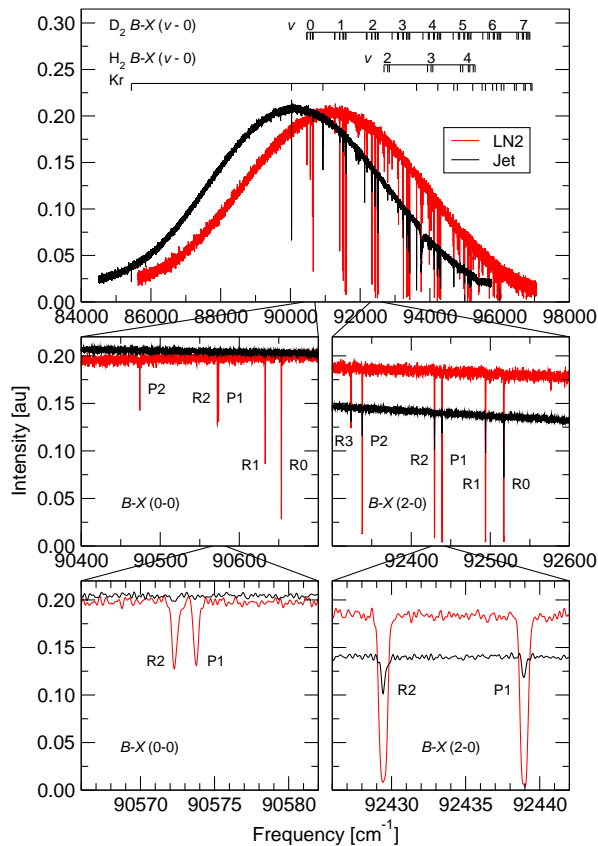 D2 B-X (v - 0) v 0 1 2 3 4 5 6 7
H2 B-X (v - 0) v 2 3 4
Kr
0.25
0.20
0.15
0.10
0.05
0.00
LN2
Jet
84000 86000 88000 90000 92000 94000 96000 98000
Intensity [au]
0.20
0.15
0.10
0.05
0.00
P2 R2 P1 R1 R0
B-X (0-0)
90400 90500 90600
R3 P2 R2 P1 R1 R0
B-X (2-0)
92400 92500 92600
0.20
0.15
0.10
0.05
0.00
R2 P1
B-X (0-0)
90570 90575 90580
R2 P1
B-X (2-0)
92430 92435 92440
Frequency [cm-1]